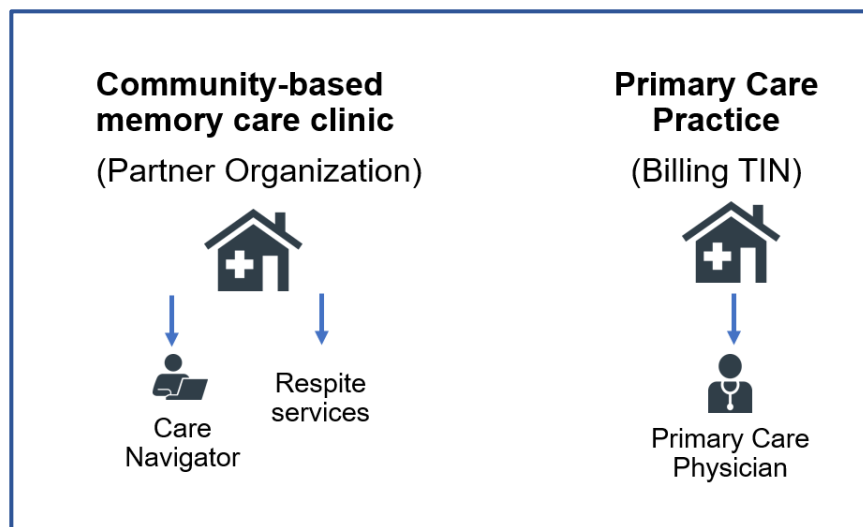 Community-based
memory care clinic
(Partner Organization)
Care
Navigator
Respite
services
Primary Care
Practice
(Billing TIN)
Primary Care
Physician